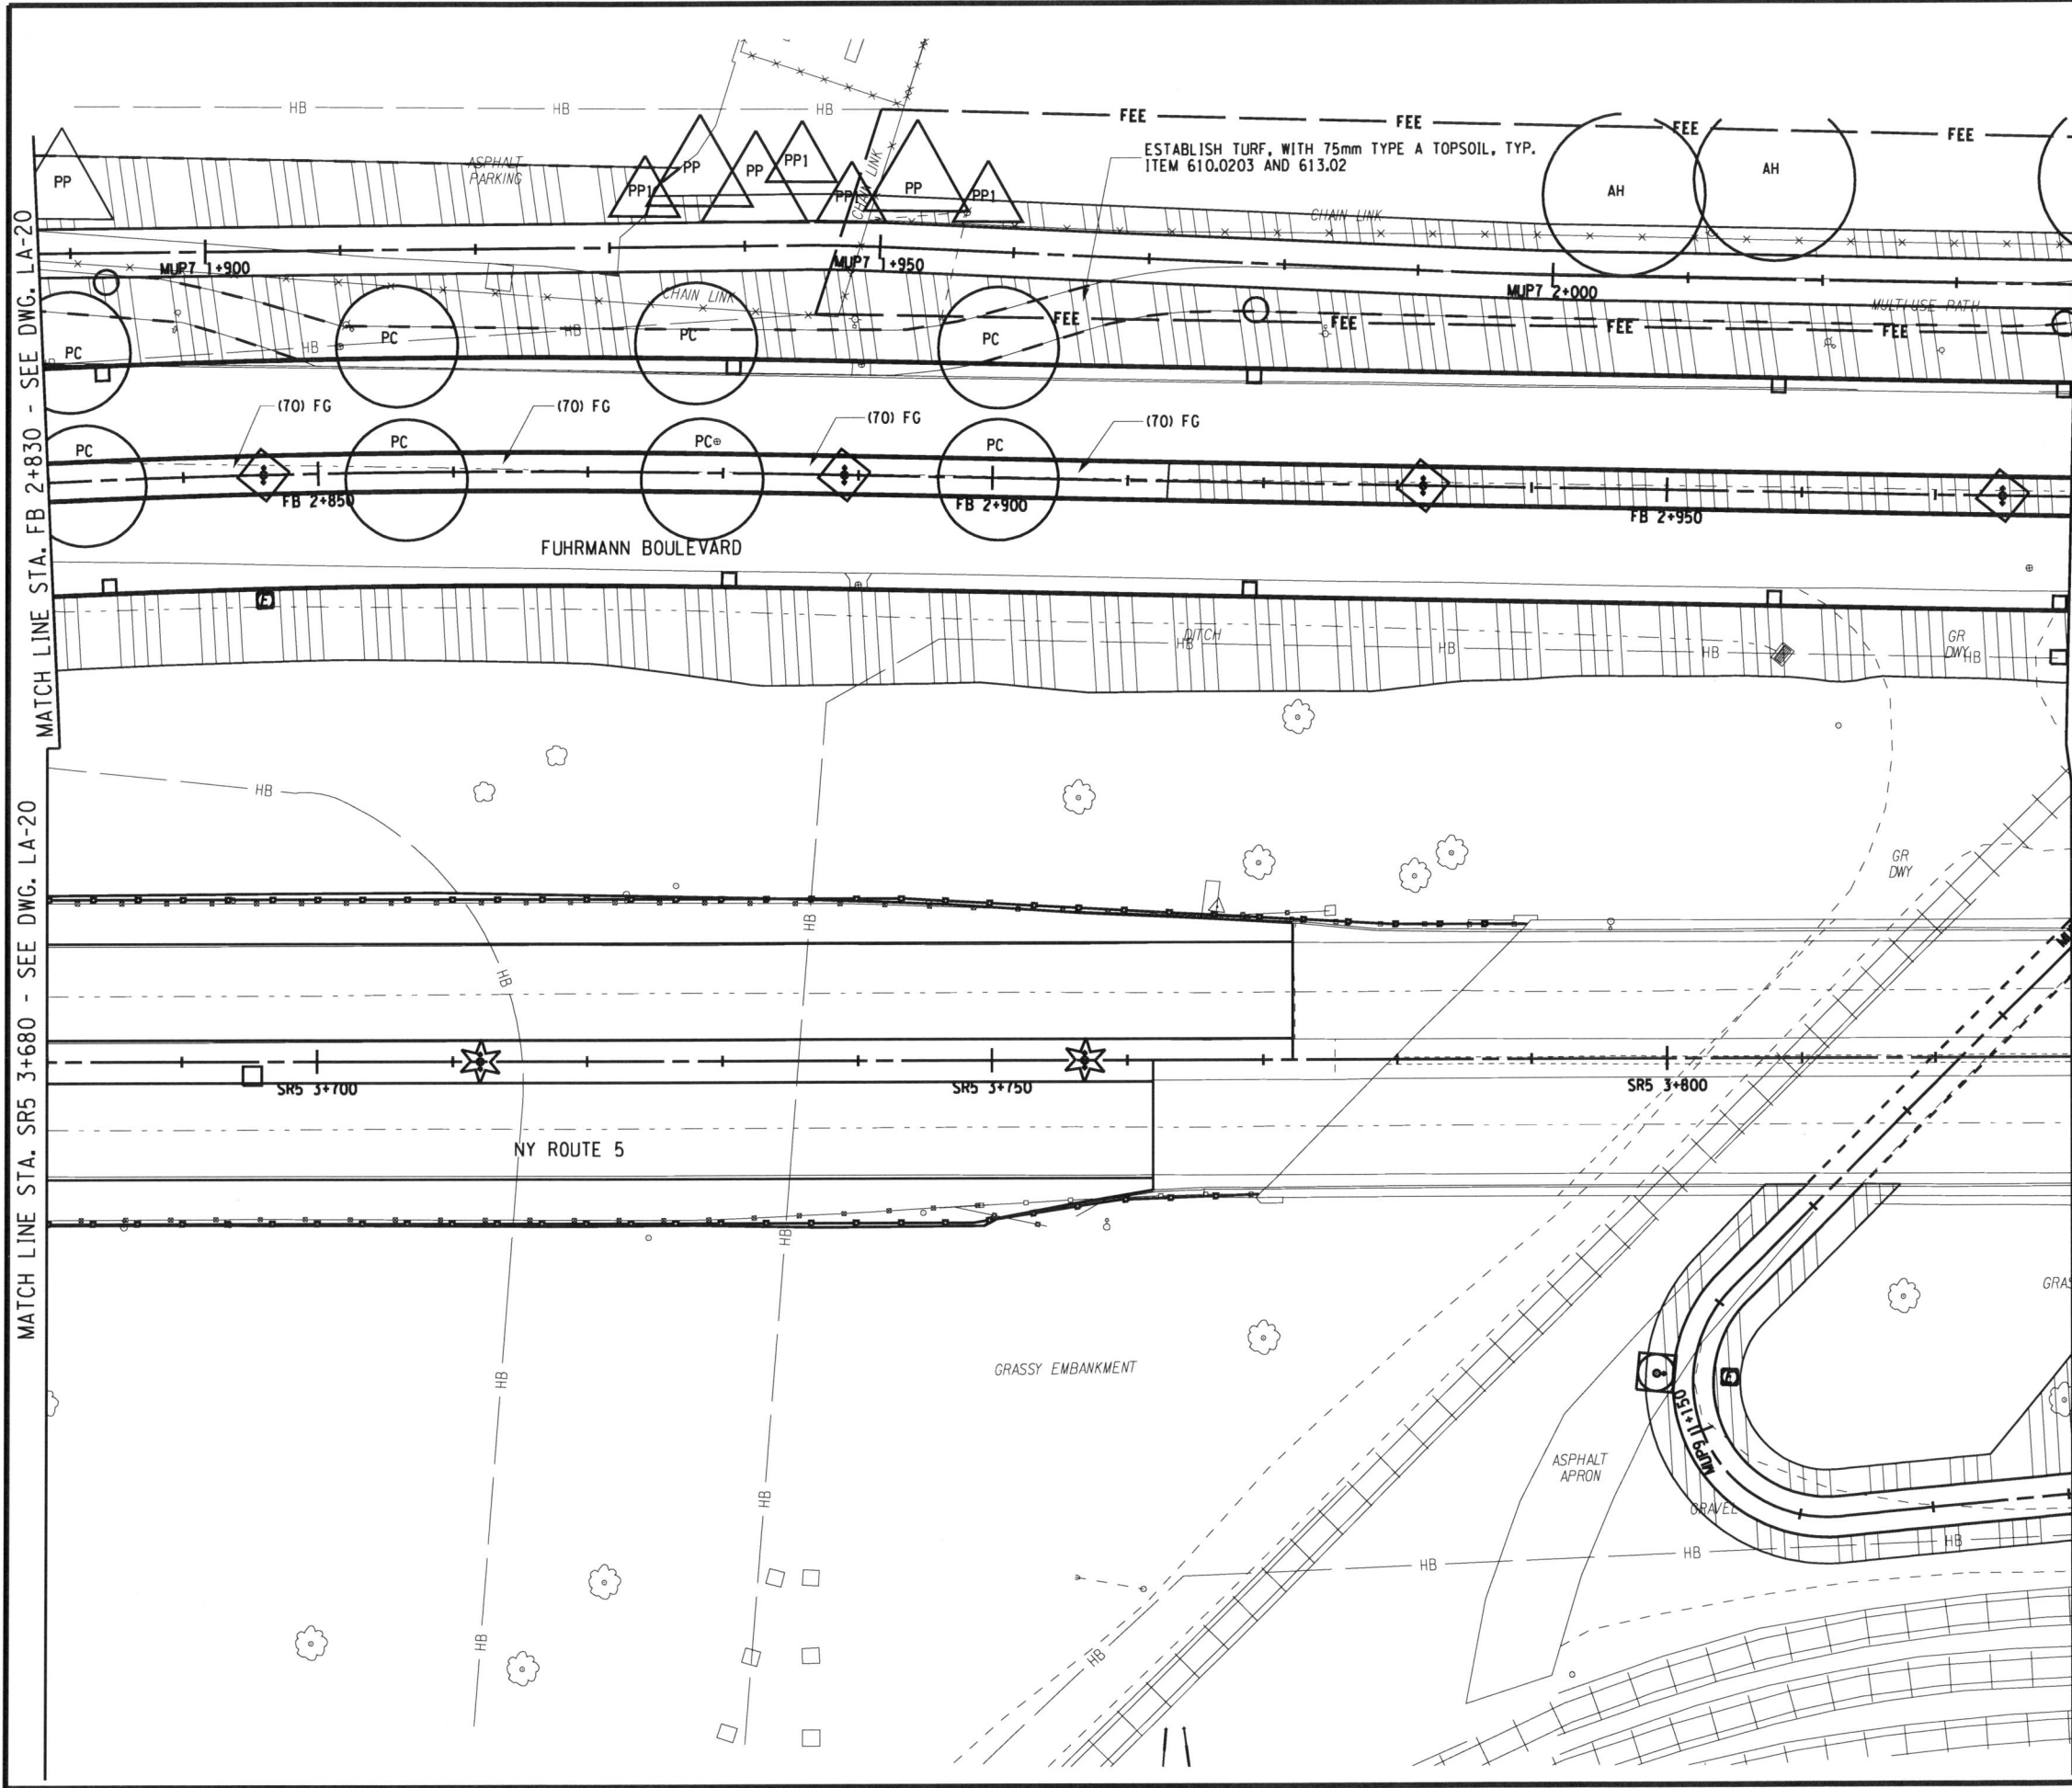 HB HB HB
FEE FEE FEE FEE
ESTABLISH TURF, WITH 75mm TYPE A TOPSOIL, TYP.
ITEM 610.0203 AND 613.02
PP
ASPHALT
PARKING
PP1
PP
PP
PP1
PP1
PP
PP1
CHAIN LINK
AH
AH
CHAIN LINK
MUP7 1+900
MUP7 1+950
MUP7 2+000
CHAIN LINK
MULTI-USE PATH
HB HB
FEE FEE FEE FEE
PC
PC
PC
PC
(70) FG
(70) FG
(70) FG
(70) FG
PC
PC
PC
PC
FB 2+850
FB 2+900
FB 2+950
FUHRMANN BOULEVARD
MATCH LINE STA. FB 2+830 - SEE DWG. LA-20
DITCH
HB HB HB HB
GR
DWY
HB
GR
DWY
HB
HB
MATCH LINE STA. SR5 3+680 - SEE DWG. LA-20
SR5 3+700
SR5 3+750
SR5 3+800
NY ROUTE 5
HB
GRAS
GRASSY EMBANKMENT
HB
MUP9 11+150
ASPHALT
APRON
GRAVEL
HB
HB HB HB
HB
HB